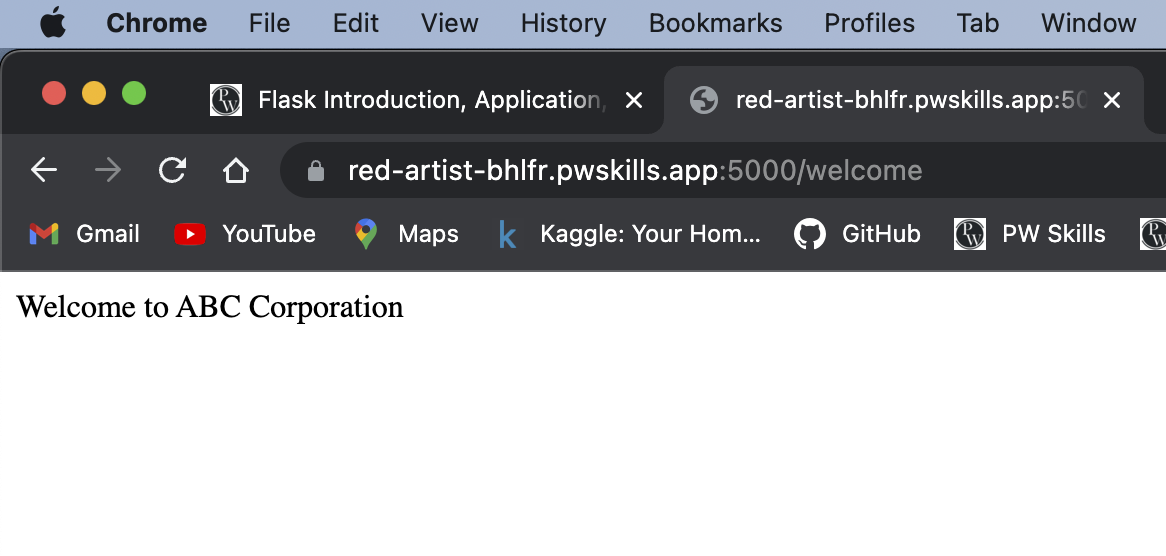 Chrome File Edit View History Bookmarks Profiles Tab Window
Flask Introduction, Application, red-artist-bhlfr.pwskills.app:50
red-artist-bhlfr.pwskills.app:5000/welcome
Gmail YouTube Maps k Kaggle: Your Hom... GitHub PW PW Skills PW
Welcome to ABC Corporation